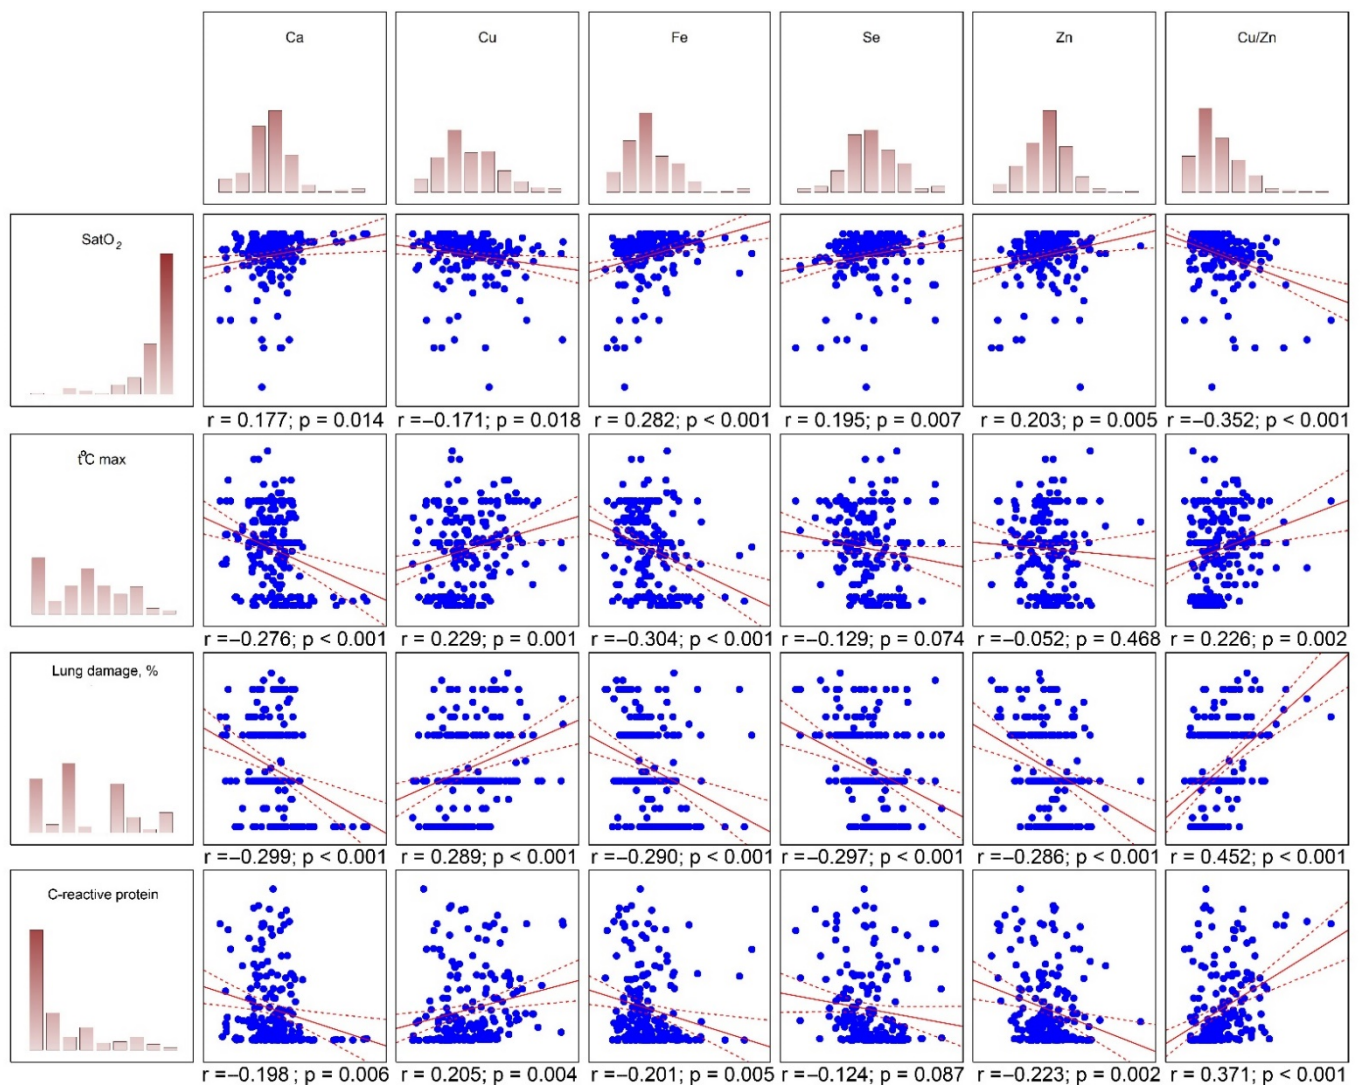 Ca Cu Fe Se Zn Cu/Zn
SatO2
r = 0.177; p = 0.014 r =−0.171; p = 0.018 r = 0.282; p < 0.001 r = 0.195; p = 0.007 r = 0.203; p = 0.005 r =−0.352; p < 0.001
t°C max
r =−0.276; p < 0.001 r = 0.229; p = 0.001 r =−0.304; p < 0.001 r =−0.129; p = 0.074 r =−0.052; p = 0.468 r = 0.226; p = 0.002
Lung damage, %
r =−0.299; p < 0.001 r = 0.289; p < 0.001 r =−0.290; p < 0.001 r =−0.297; p < 0.001 r =−0.286; p < 0.001 r = 0.452; p < 0.001
C-reactive protein
r =−0.198; p = 0.006 r = 0.205; p = 0.004 r =−0.201; p = 0.005 r =−0.124; p = 0.087 r =−0.223; p = 0.002 r = 0.371; p < 0.001